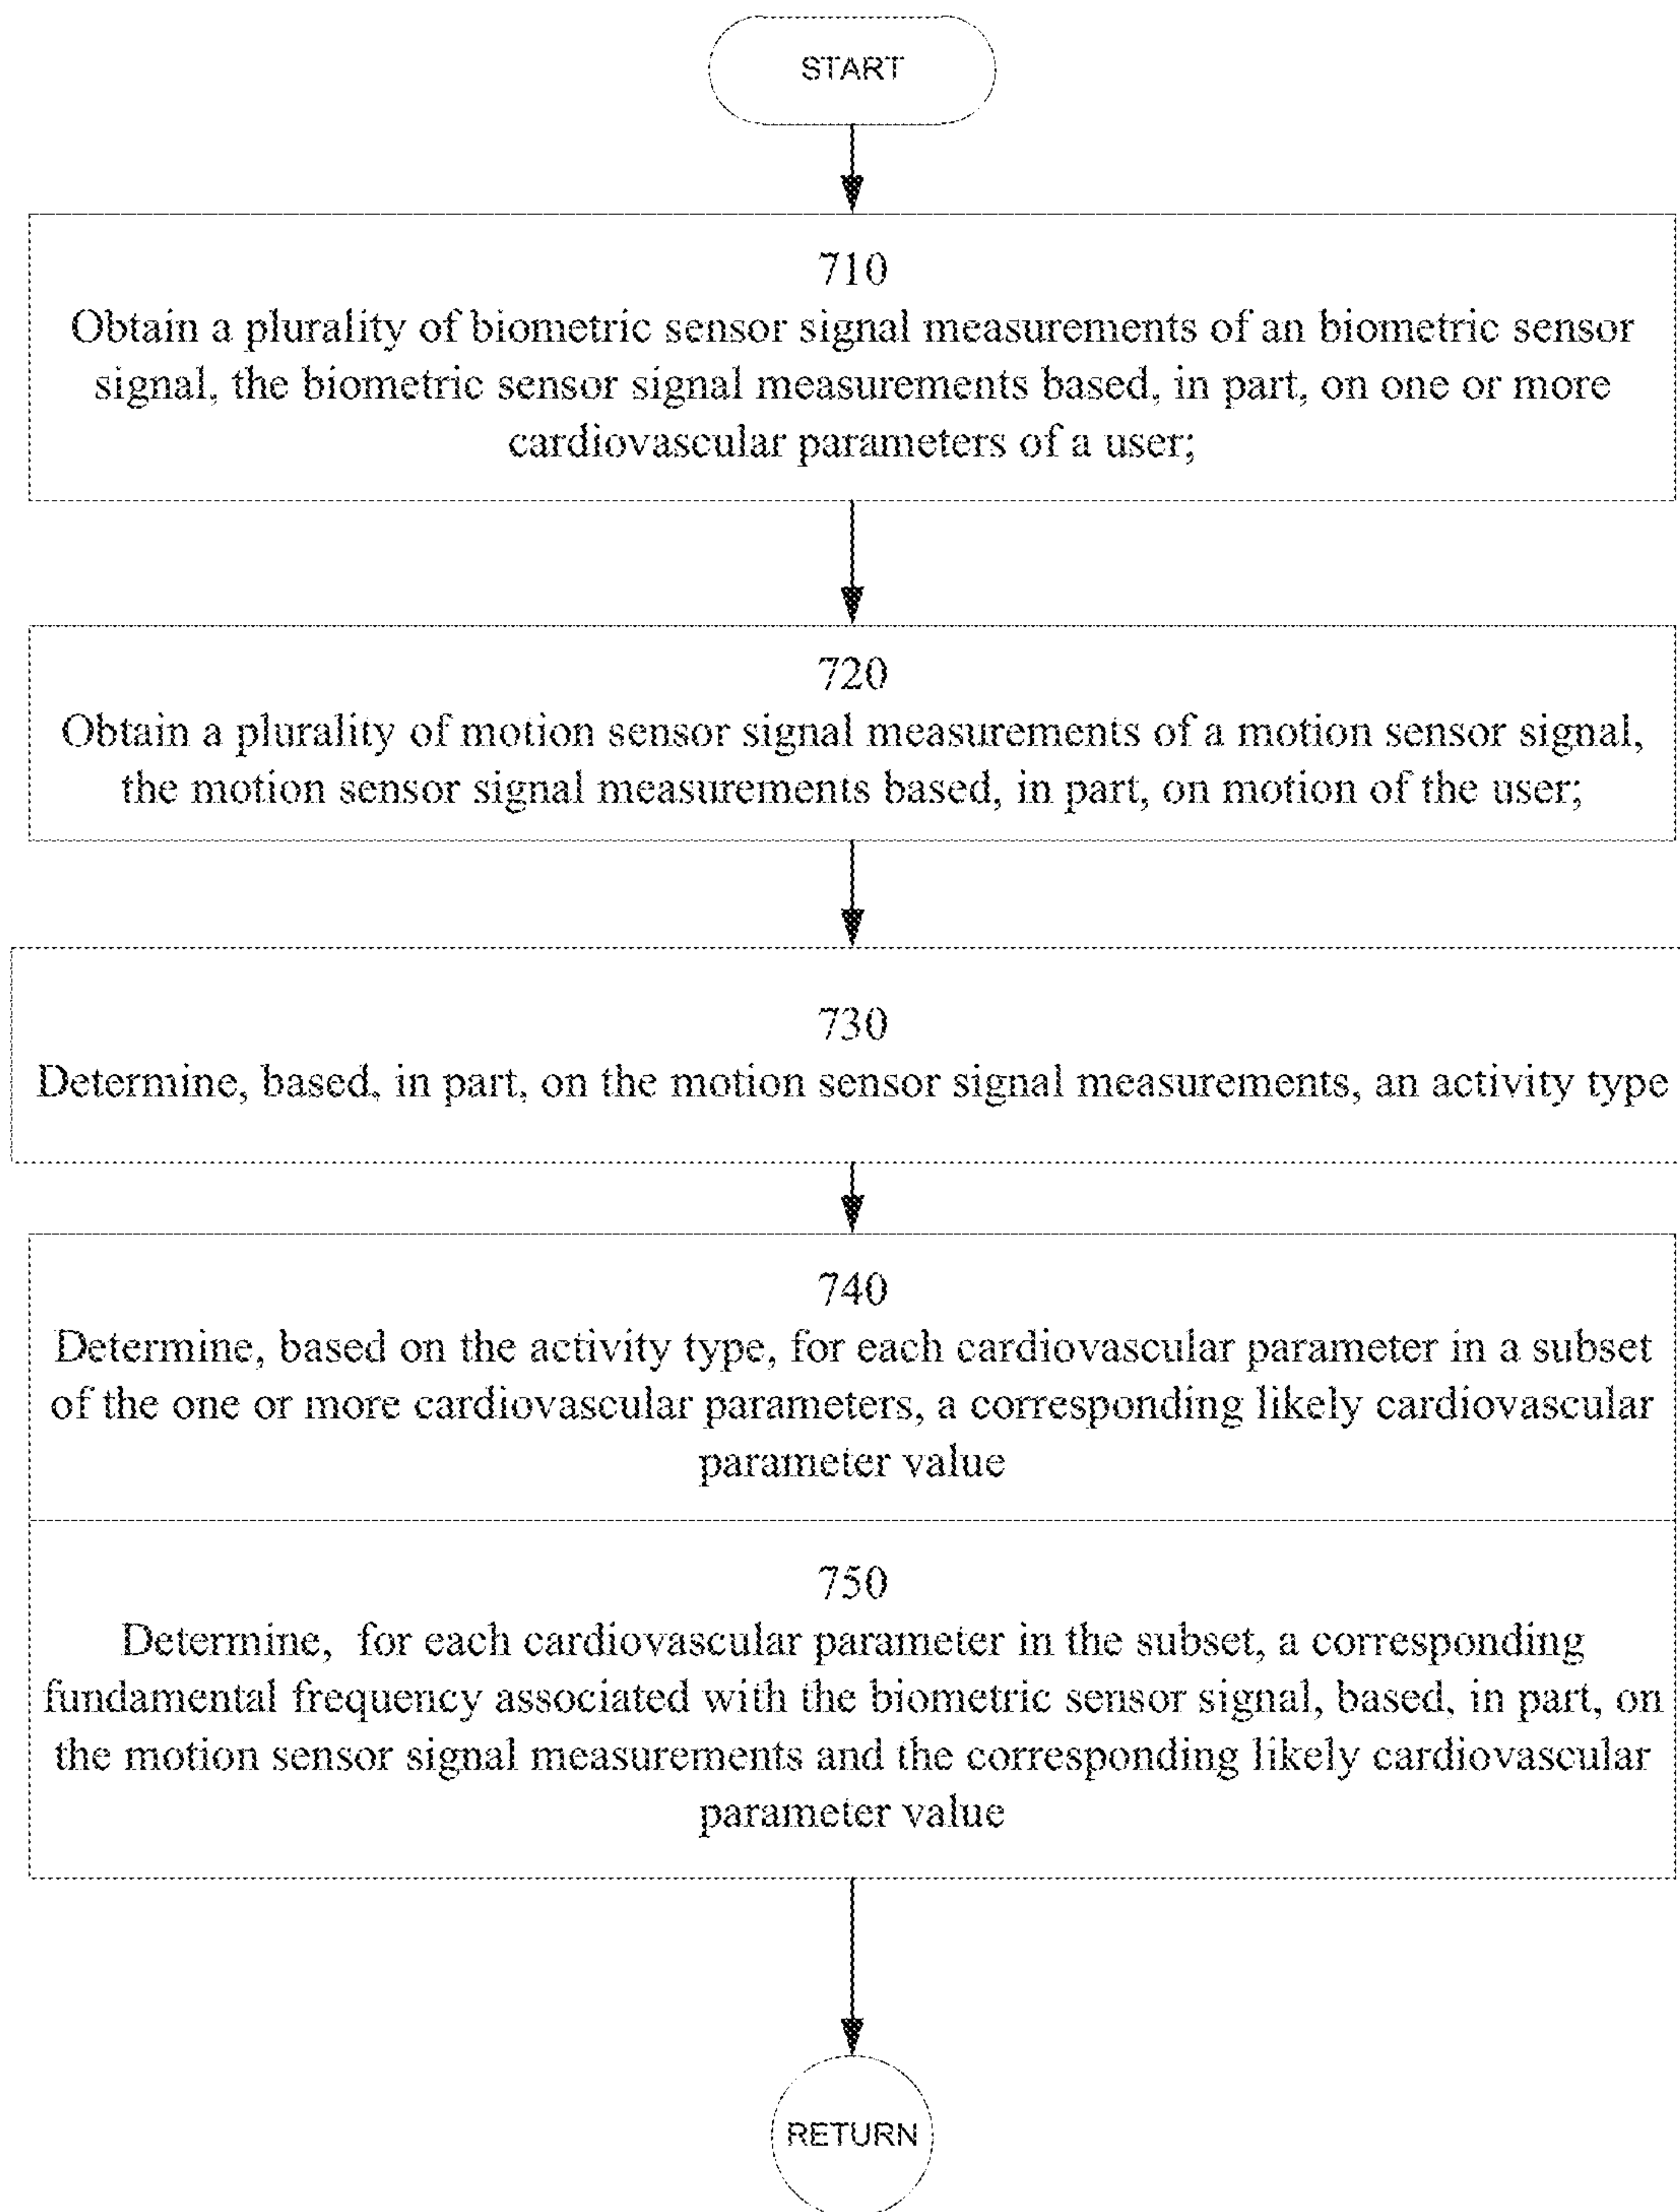 START
710
Obtain a plurality of biometric sensor signal measurements of an biometric sensor
signal, the biometric sensor signal measurements based, in part, on one or more
cardiovascular parameters of a user;
720
Obtain a plurality of motion sensor signal measurements of a motion sensor signal,
the motion sensor signal measurements based, in part, on motion of the user;
730
Determine, based, in part, on the motion sensor signal measurements, an activity type
740
Determine, based on the activity type, for each cardiovascular parameter in a subset
of the one or more cardiovascular parameters, a corresponding likely cardiovascular
parameter value
750
Determine, for each cardiovascular parameter in the subset, a corresponding
fundamental frequency associated with the biometric sensor signal, based, in part, on
the motion sensor signal measurements and the corresponding likely cardiovascular
parameter value
RETURN